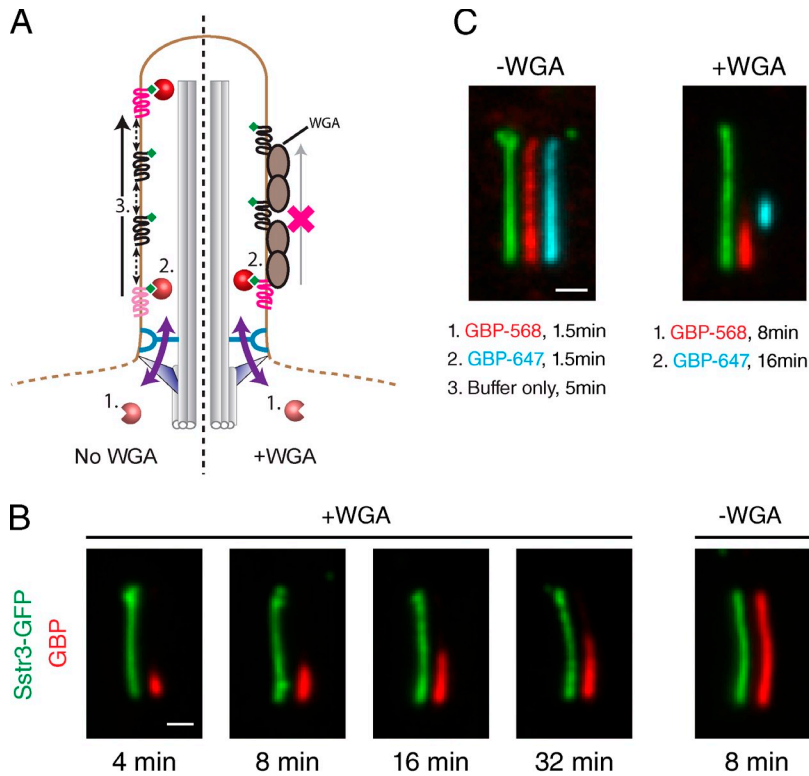 A
WGA
3.
2.
2.
1.
1.
No WGA
+WGA
C
-WGA
+WGA
1. GBP-568, 1.5min
2. GBP-647, 1.5min
3. Buffer only, 5min
1. GBP-568, 8min
2. GBP-647, 16min
B
+WGA
-WGA
Sstr3-GFP
GBP
4 min
8 min
16 min
32 min
8 min